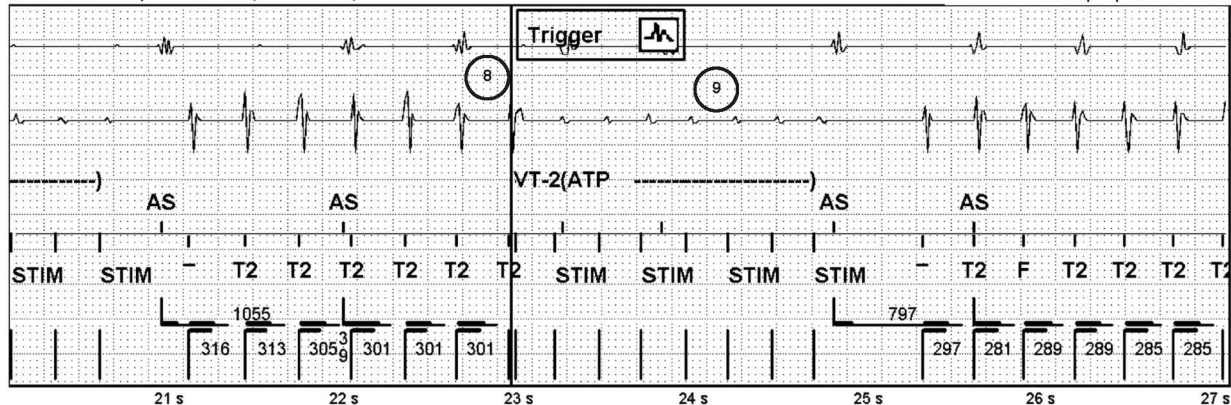 Trigger
8
9
--------------)
VT-2(ATP ------------------------)
AS AS AS AS
STIM STIM – T2 T2 T2 T2 T2 T2 STIM STIM STIM STIM – T2 F T2 T2 T2 T2
1055 797
316 313 305 39 301 301 301 297 281 289 289 285 285
21 s 22 s 23 s 24 s 25 s 26 s 27 s